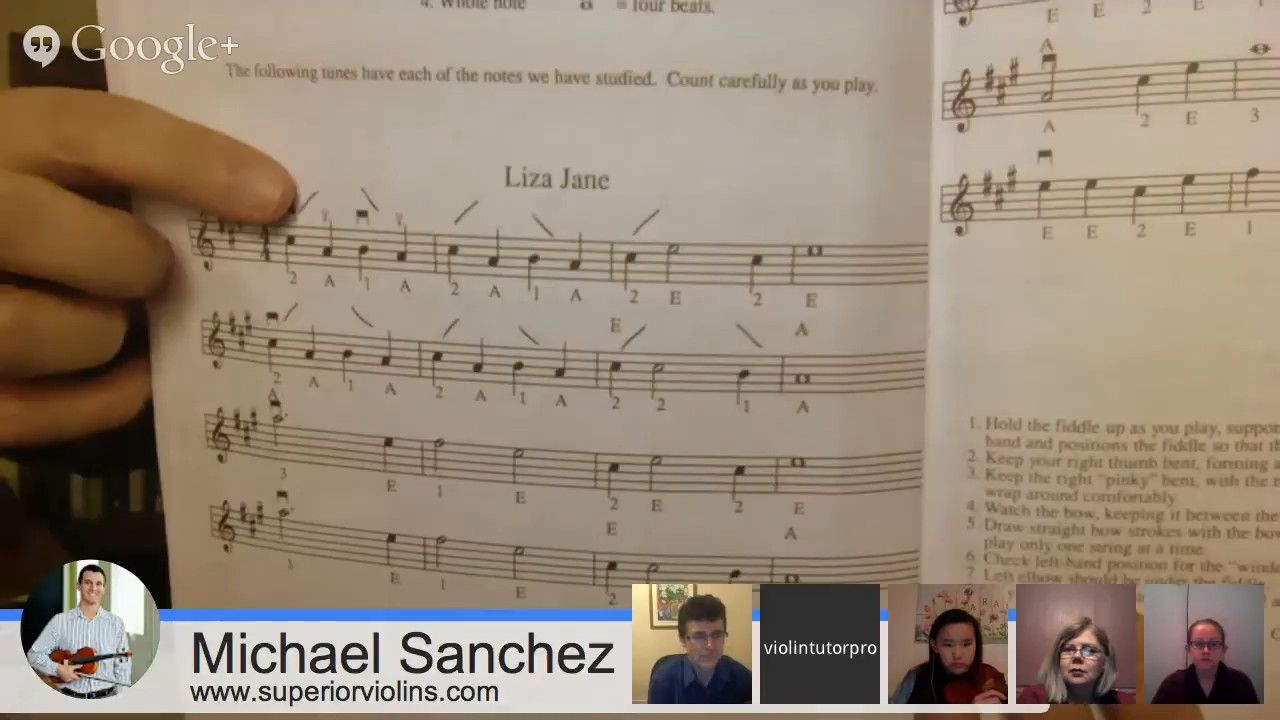 Google+
4. Whole note = four beats.
The following tunes have each of the notes we have studied. Count carefully as you play.
Liza Jane
2 A 1 A 2 A 1 A 2 E 2 E
E A
2 A 1 A 2 A 1 A 2 2 1 A
A
3 E 1 E 2 E 2 E
E A
1 E 1 E 2
E E 2 E
A
A 2 E 3
E E 2 E 1
1. Hold the fiddle up as you play,
hand and positions the fiddle so that
2. Keep your right thumb bent, forming
3. Keep the right "pinky" bent, with the
wrap around comfortably.
4. Watch the bow, keeping it between the
5 Draw straight bow strokes with the
play only one string at a time.
6 Check left-hand position for the
7 Left elbow should be under the
Michael Sanchez
www.superiorviolins.com
violintutorpro